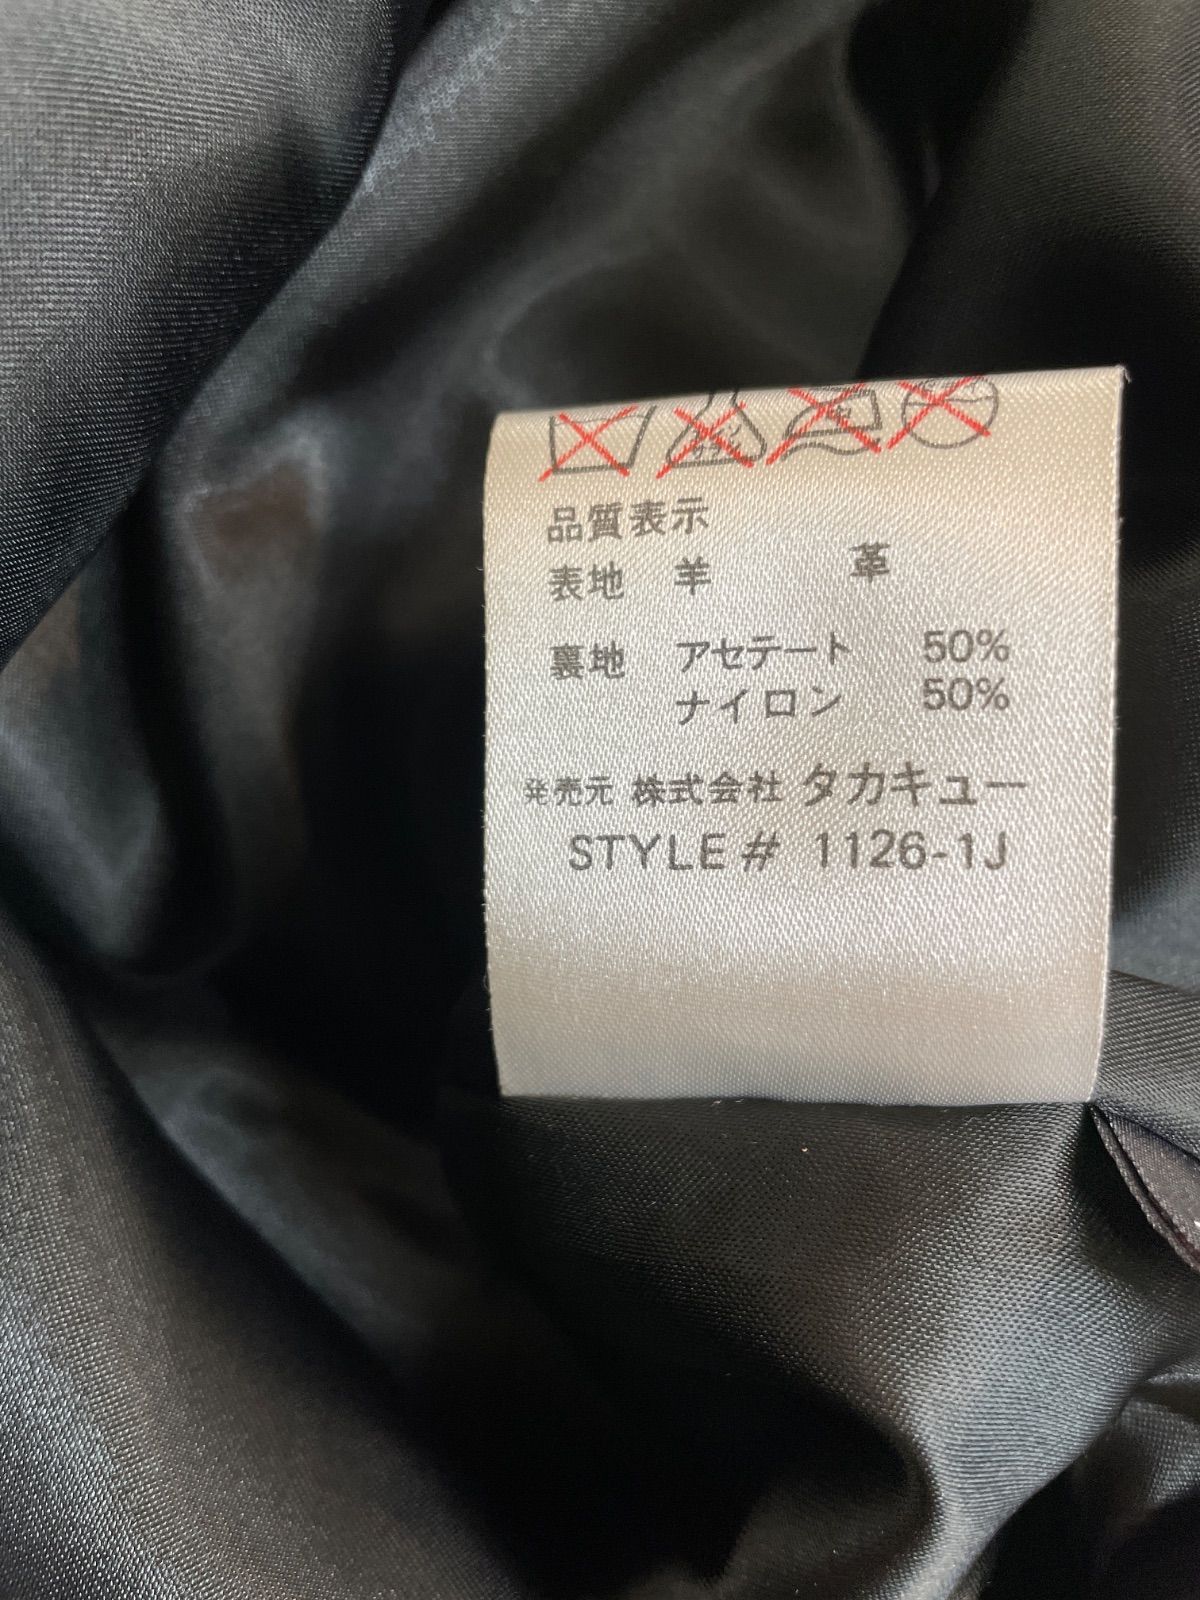 品質表示
表地 羊 革
裏地 アセテート 50%
ナイロン 50%
発売元 株式会社 タカキュー
STYLE# 1126-1J